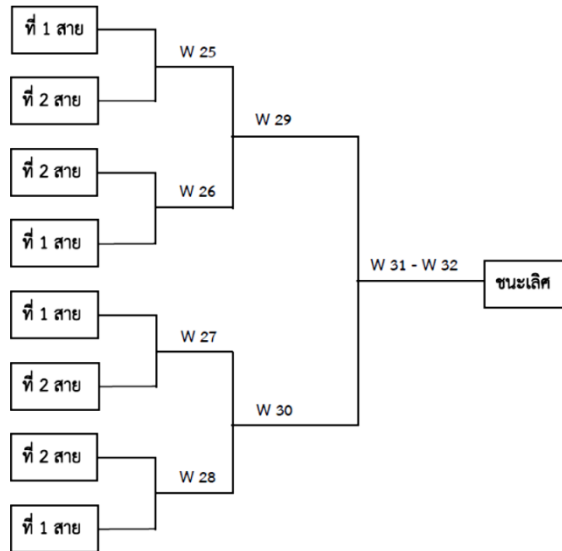 ที่ 1 สาย
W 25
ที่ 2 สาย
W 29
ที่ 2 สาย
W 26
ที่ 1 สาย
W 31 - W 32
ชนะเลิศ
ที่ 1 สาย
W 27
ที่ 2 สาย
W 30
ที่ 2 สาย
W 28
ที่ 1 สาย